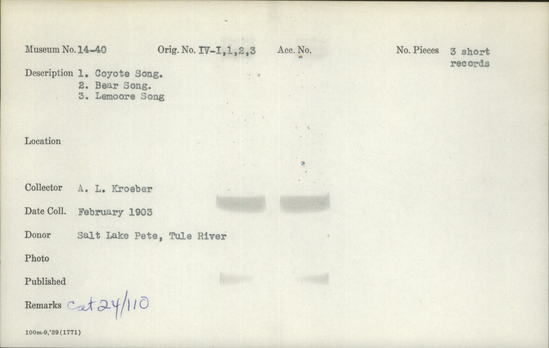 Museum No. 14-40 Orig. No. IV-I,1,2,3 Acc. No. No. Pieces 3 short
records
Description 1. Coyote Song.
2. Bear Song.
3. Lemoore Song
Location
Collector A. L. Kroeber
Date Coll. February 1903
Donor Salt Lake Pete, Tule River
Photo
Published
Remarks Cat 24/110
100m-9,'39(1771)